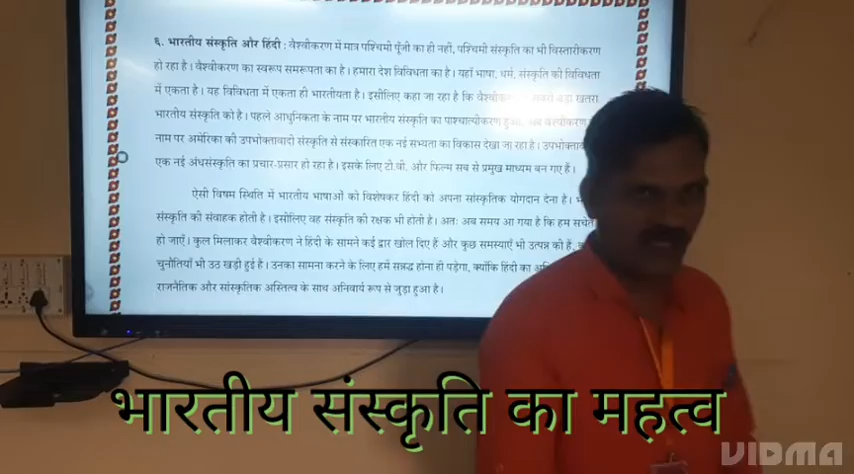 ६. भारतीय संस्कृति और हिंदी : वैश्वीकरण में मात्र पश्चिमी पूँजी का ही नहीं, पश्चिमी संस्कृति का भी विस्तारीकरण
हो रहा है। वैश्वीकरण का स्वरूप समरूपता का है। हमारा देश विविधता का है। यहाँ भाषा, धर्म, संस्कृति की विविधता
में एकता है। यह विविधता में एकता ही भारतीयता है। इसीलिए कहा जा रहा है कि खतरा
भारतीय संस्कृति को है। पहले आधुनिकता के नाम पर भारतीय संस्कृति का पाश्चात्यीकरण हुआ, अब वैश्वीकरण
नाम पर अमेरिका की उपभोक्तावादी संस्कृति से संस्कारित एक नई सभ्यता का विकास देखा जा रहा है।
एक नई अंधसंस्कृति का प्रचार-प्रसार हो रहा है। इसके लिए टी.वी. और फिल्म सब से प्रमुख माध्यम बन गए हैं।
ऐसी विषम स्थिति में भारतीय भाषाओं को विशेषकर हिंदी को अपना सांस्कृतिक योगदान देना है।
संस्कृति की संवाहक होती है। इसीलिए वह संस्कृति की रक्षक भी होती है। अतः अब समय आ गया है कि हम सचेत
हो जाएँ। कुल मिलाकर वैश्वीकरण ने हिंदी के सामने कई द्वार खोल दिए हैं और कुछ समस्याएँ भी उत्पन्न की हैं,
चुनौतियाँ भी उठ खड़ी हुई है। उनका सामना करने के लिए हमें सन्नद्ध होना ही पड़ेगा, क्योंकि हिंदी का
राजनैतिक और सांस्कृतिक अस्तित्व के साथ अनिवार्य रूप से जुड़ा हुआ है।
भारतीय संस्कृति का महत्व
VIDMA